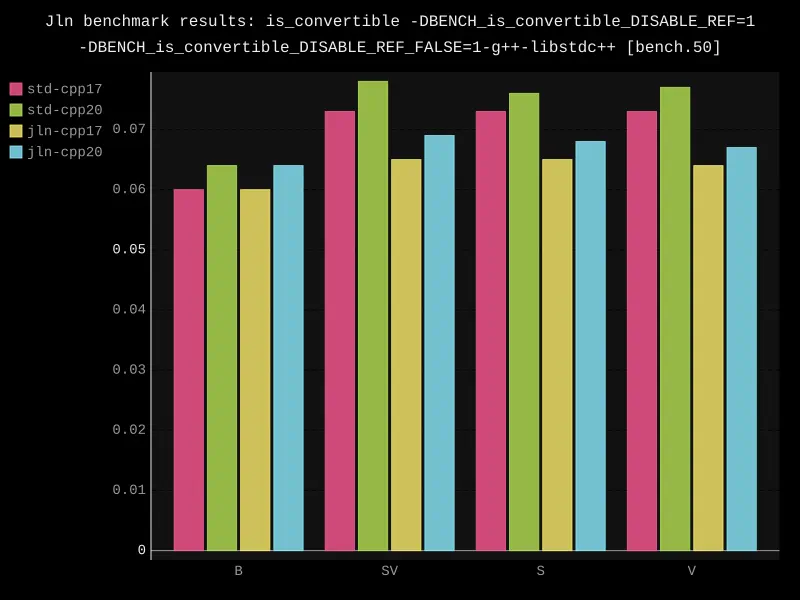 Jln benchmark results: is_convertible -DBENCH_is_convertible_DISABLE_REF=1
-DBENCH_is_convertible_DISABLE_REF_FALSE=1-g++-libstdc++ [bench.50]
std-cpp17
std-cpp20
jln-cpp17
jln-cpp20
0.07
0.06
0.05
0.04
0.03
0.02
0.01
0
B SV S V